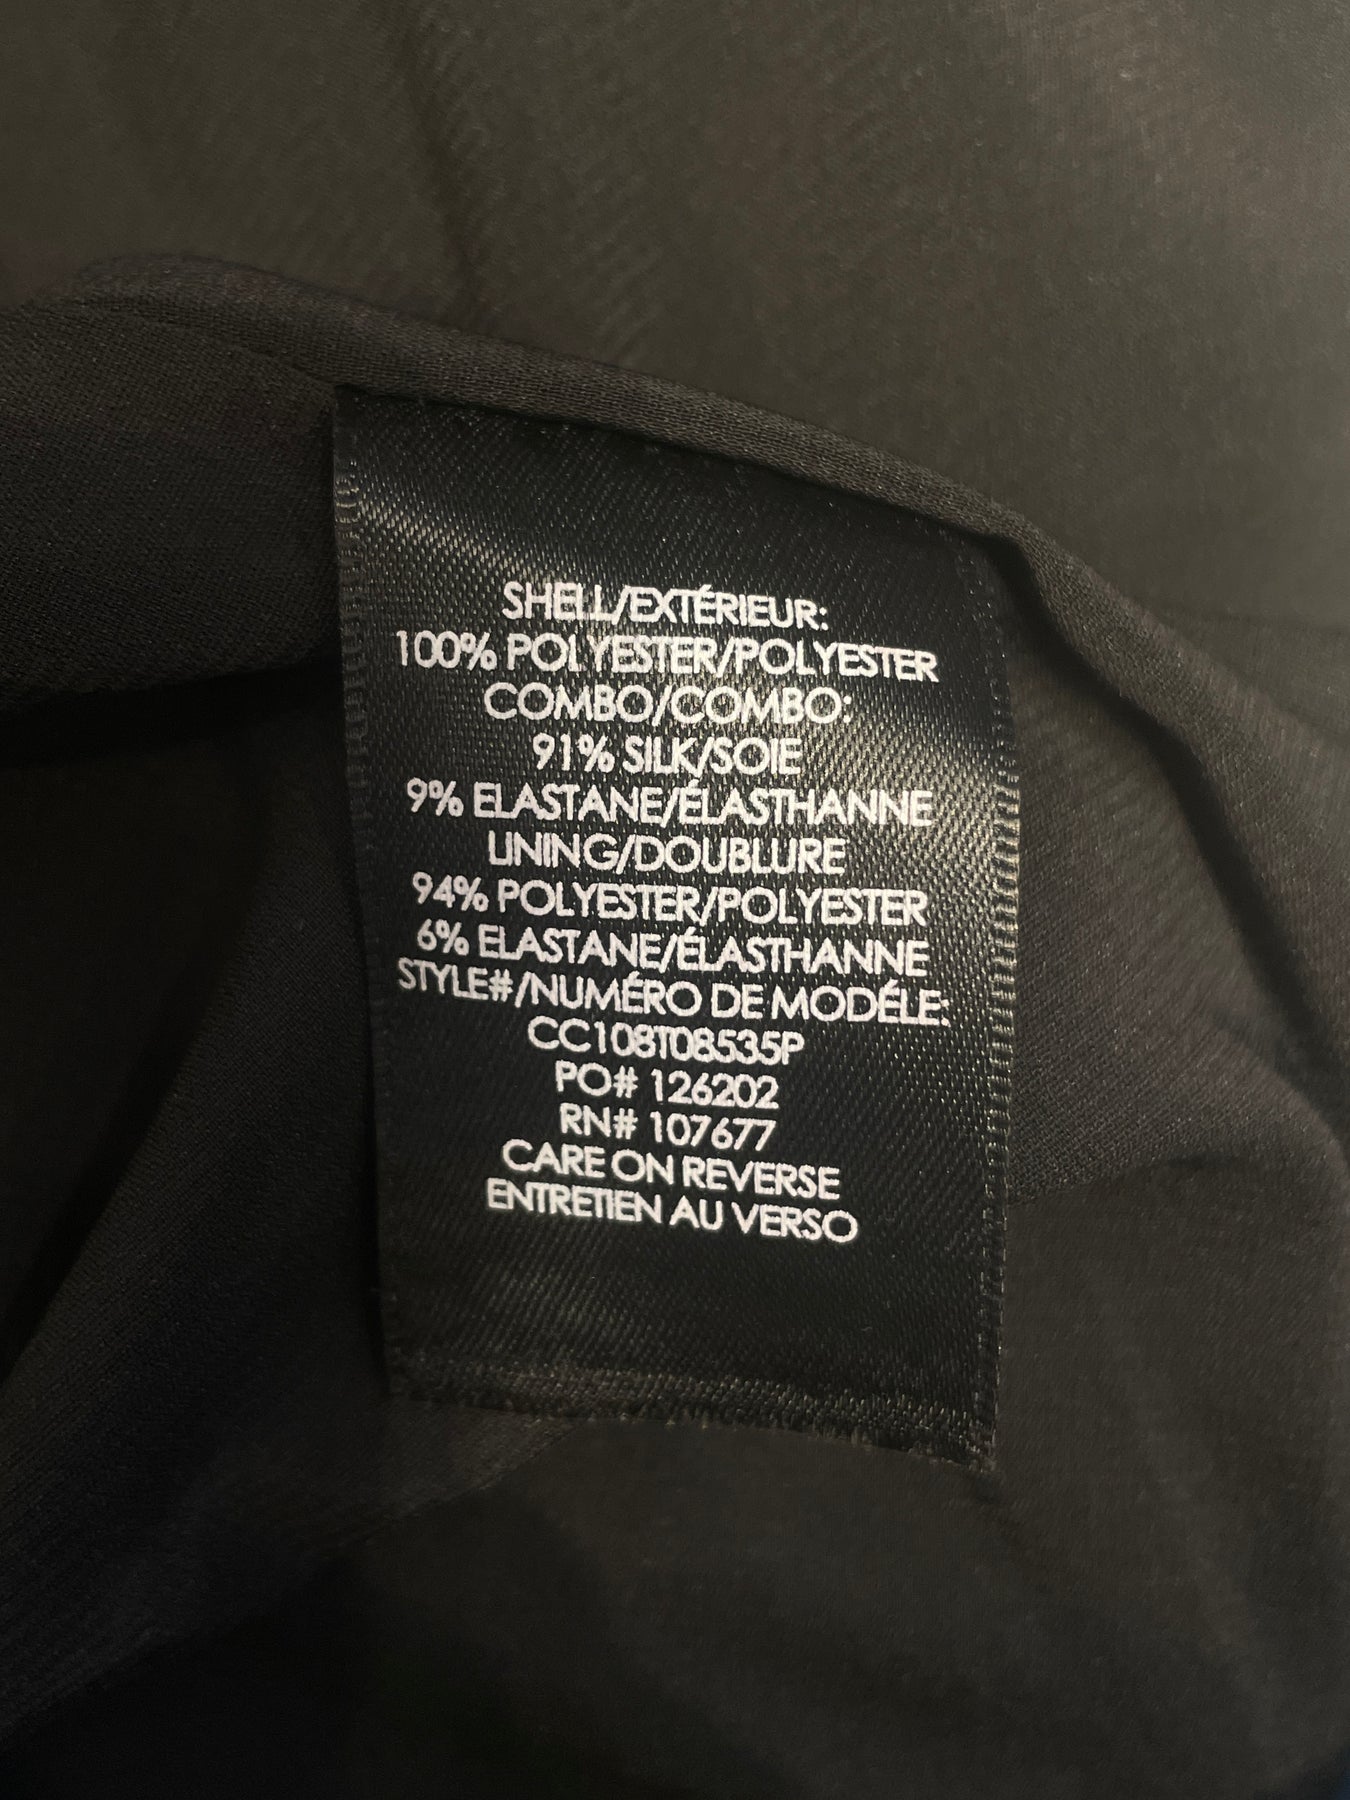 SHELL/EXTÉRIEUR:
100% POLYESTER/POLYESTER
COMBO/COMBO:
91% SILK/SOIE
9% ELASTANE/ÉLASTHANNE
LINING/DOUBLURE
94% POLYESTER/POLYESTER
6% ELASTANE/ÉLASTHANNE
STYLE#/NUMÉRO DE MODÉLE:
CC108T08535P
PO# 126202
RN# 107677
CARE ON REVERSE
ENTRETIEN AU VERSO